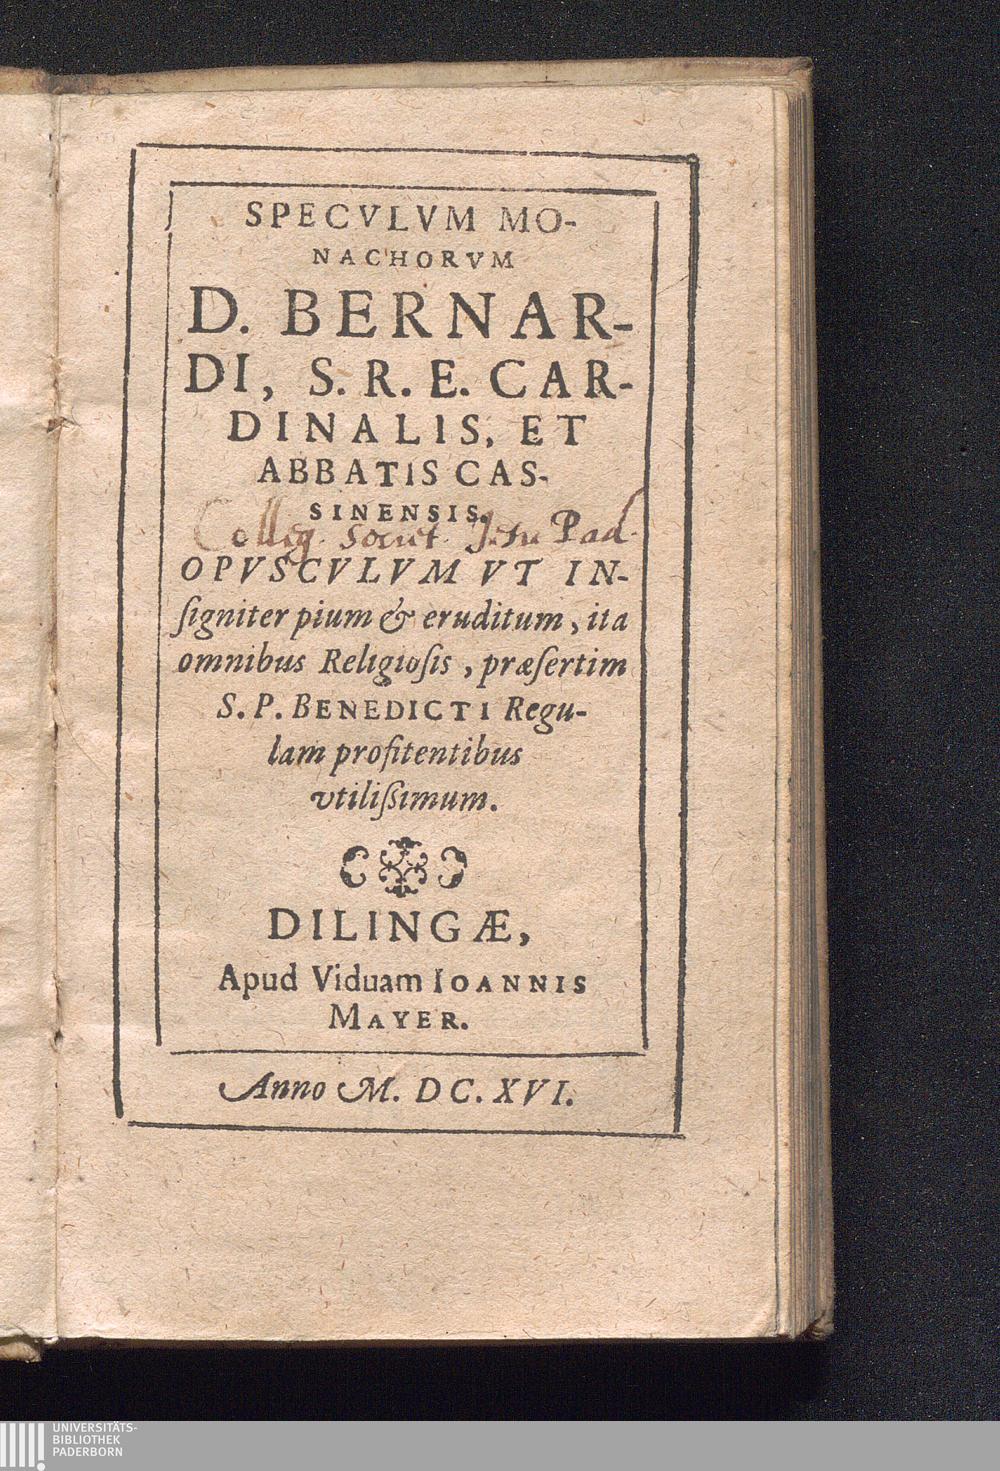 SPECVLVM MO-
NACHORVM
D. BERNAR-
DI, S. R. E. CAR-
DINALIS, ET
ABBATIS CAS-
SINENSIS.
Colleg. Societ. Jesu Pad.
OPVSCVLVM VT IN-
ſigniter pium & eruditum, ita
omnibus Religioſis, præſertim
S. P. BENEDICTI Regu-
lam profitentibus
vtiliſsimum.
DILINGÆ,
Apud Viduam IOANNIS
MAYER.
Anno M. DC. XVI.
UNIVERSITÄTS-
BIBLIOTHEK
PADERBORN